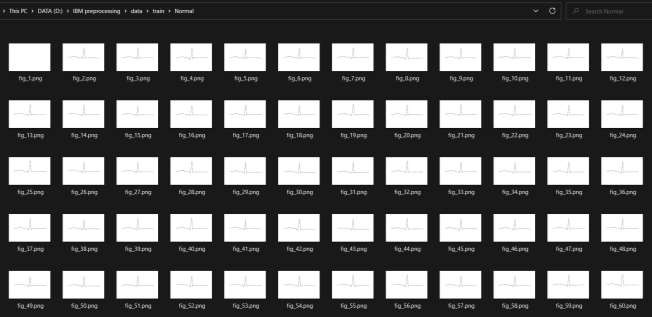 This PC > DATA (D:) > IBM preprocessing > data > train > Normal
Search Normal
fig_1.png fig_2.png fig_3.png fig_4.png fig_5.png fig_6.png fig_7.png fig_8.png fig_9.png fig_10.png fig_11.png fig_12.png
fig_13.png fig_14.png fig_15.png fig_16.png fig_17.png fig_18.png fig_19.png fig_20.png fig_21.png fig_22.png fig_23.png fig_24.png
fig_25.png fig_26.png fig_27.png fig_28.png fig_29.png fig_30.png fig_31.png fig_32.png fig_33.png fig_34.png fig_35.png fig_36.png
fig_37.png fig_38.png fig_39.png fig_40.png fig_41.png fig_42.png fig_43.png fig_44.png fig_45.png fig_46.png fig_47.png fig_48.png
fig_49.png fig_50.png fig_51.png fig_52.png fig_53.png fig_54.png fig_55.png fig_56.png fig_57.png fig_58.png fig_59.png fig_60.png